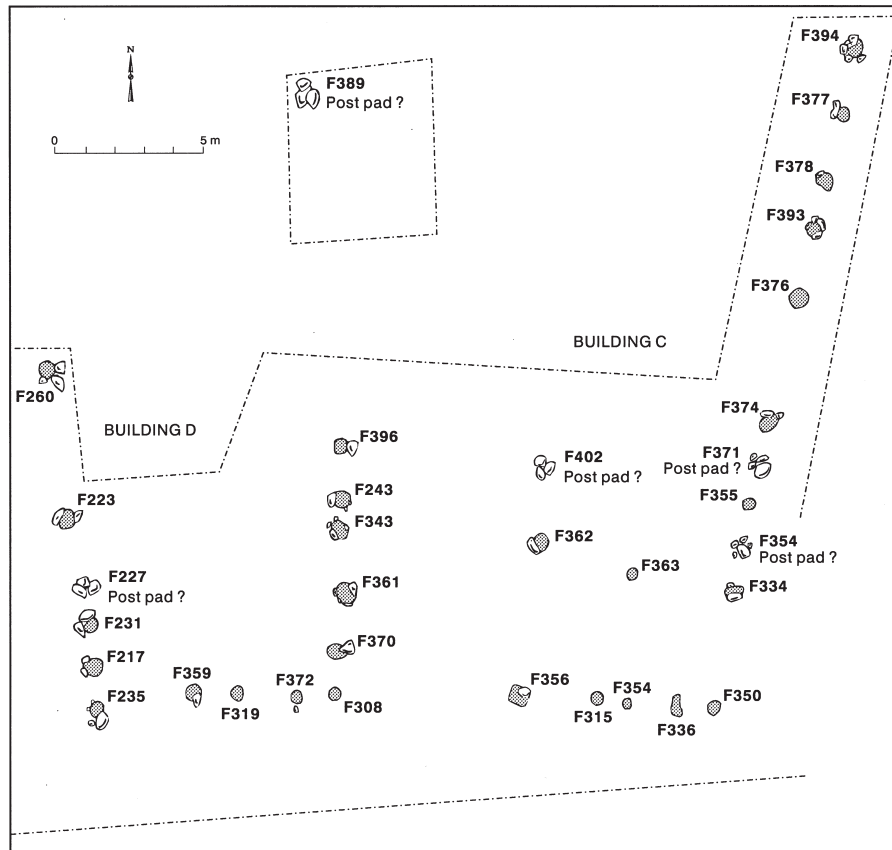 F394
N
F389
Post pad ?
F377
0 5 m
F378
F393
F376
BUILDING C
F260
F374
BUILDING D
F396
F402
Post pad ?
F371
Post pad ?
F243
F223
F355
F343
F362
F354
Post pad ?
F363
F227
Post pad ?
F361
F334
F231
F370
F217
F359
F372
F356
F354
F235
F350
F319
F308
F315
F336